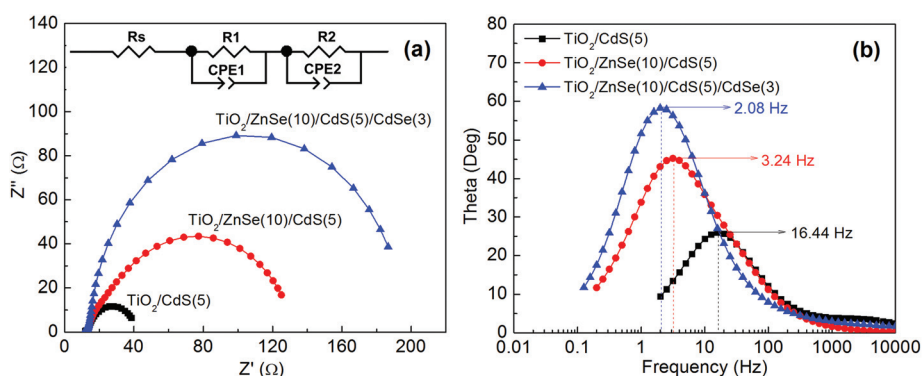 (a)
Rs
R1
R2
CPE1
CPE2
TiO₂/ZnSe(10)/CdS(5)/CdSe(3)
TiO₂/ZnSe(10)/CdS(5)
TiO₂/CdS(5)
Z'' (Ω)
140
120
100
80
60
40
20
0
0 40 80 120 160 200
Z' (Ω)
(b)
TiO₂/CdS(5)
TiO₂/ZnSe(10)/CdS(5)
TiO₂/ZnSe(10)/CdS(5)/CdSe(3)
2.08 Hz
3.24 Hz
16.44 Hz
Theta (Deg)
80
70
60
50
40
30
20
10
0
0.01 0.1 1 10 100 1000 10000
Frequency (Hz)